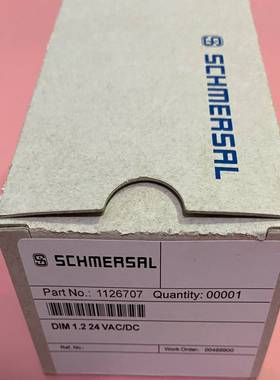 SCHMERSAL
SCHMERSAL
Part No.: 1126707 Quantity: 00001
DIM 1.2 24 VAC/DC
Ref. No.: Work Order: